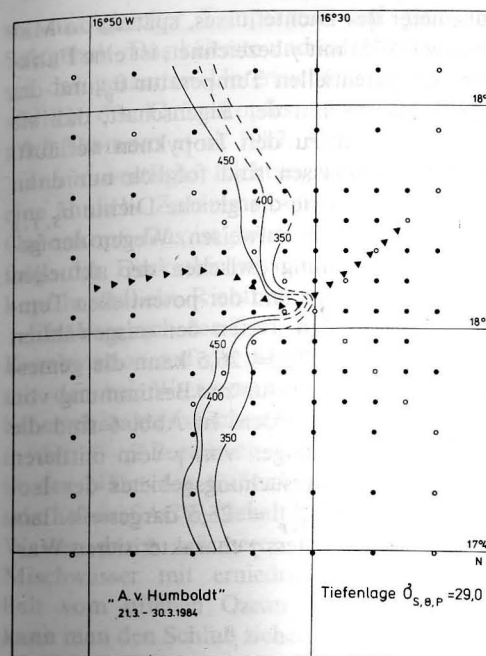 16°50 W
16°30
18°
450
400
350
18°
450
400
350
17°
N
„A. v. Humboldt"
21.3. – 30.3.1984
Tiefenlage δ S, θ, P = 29,0